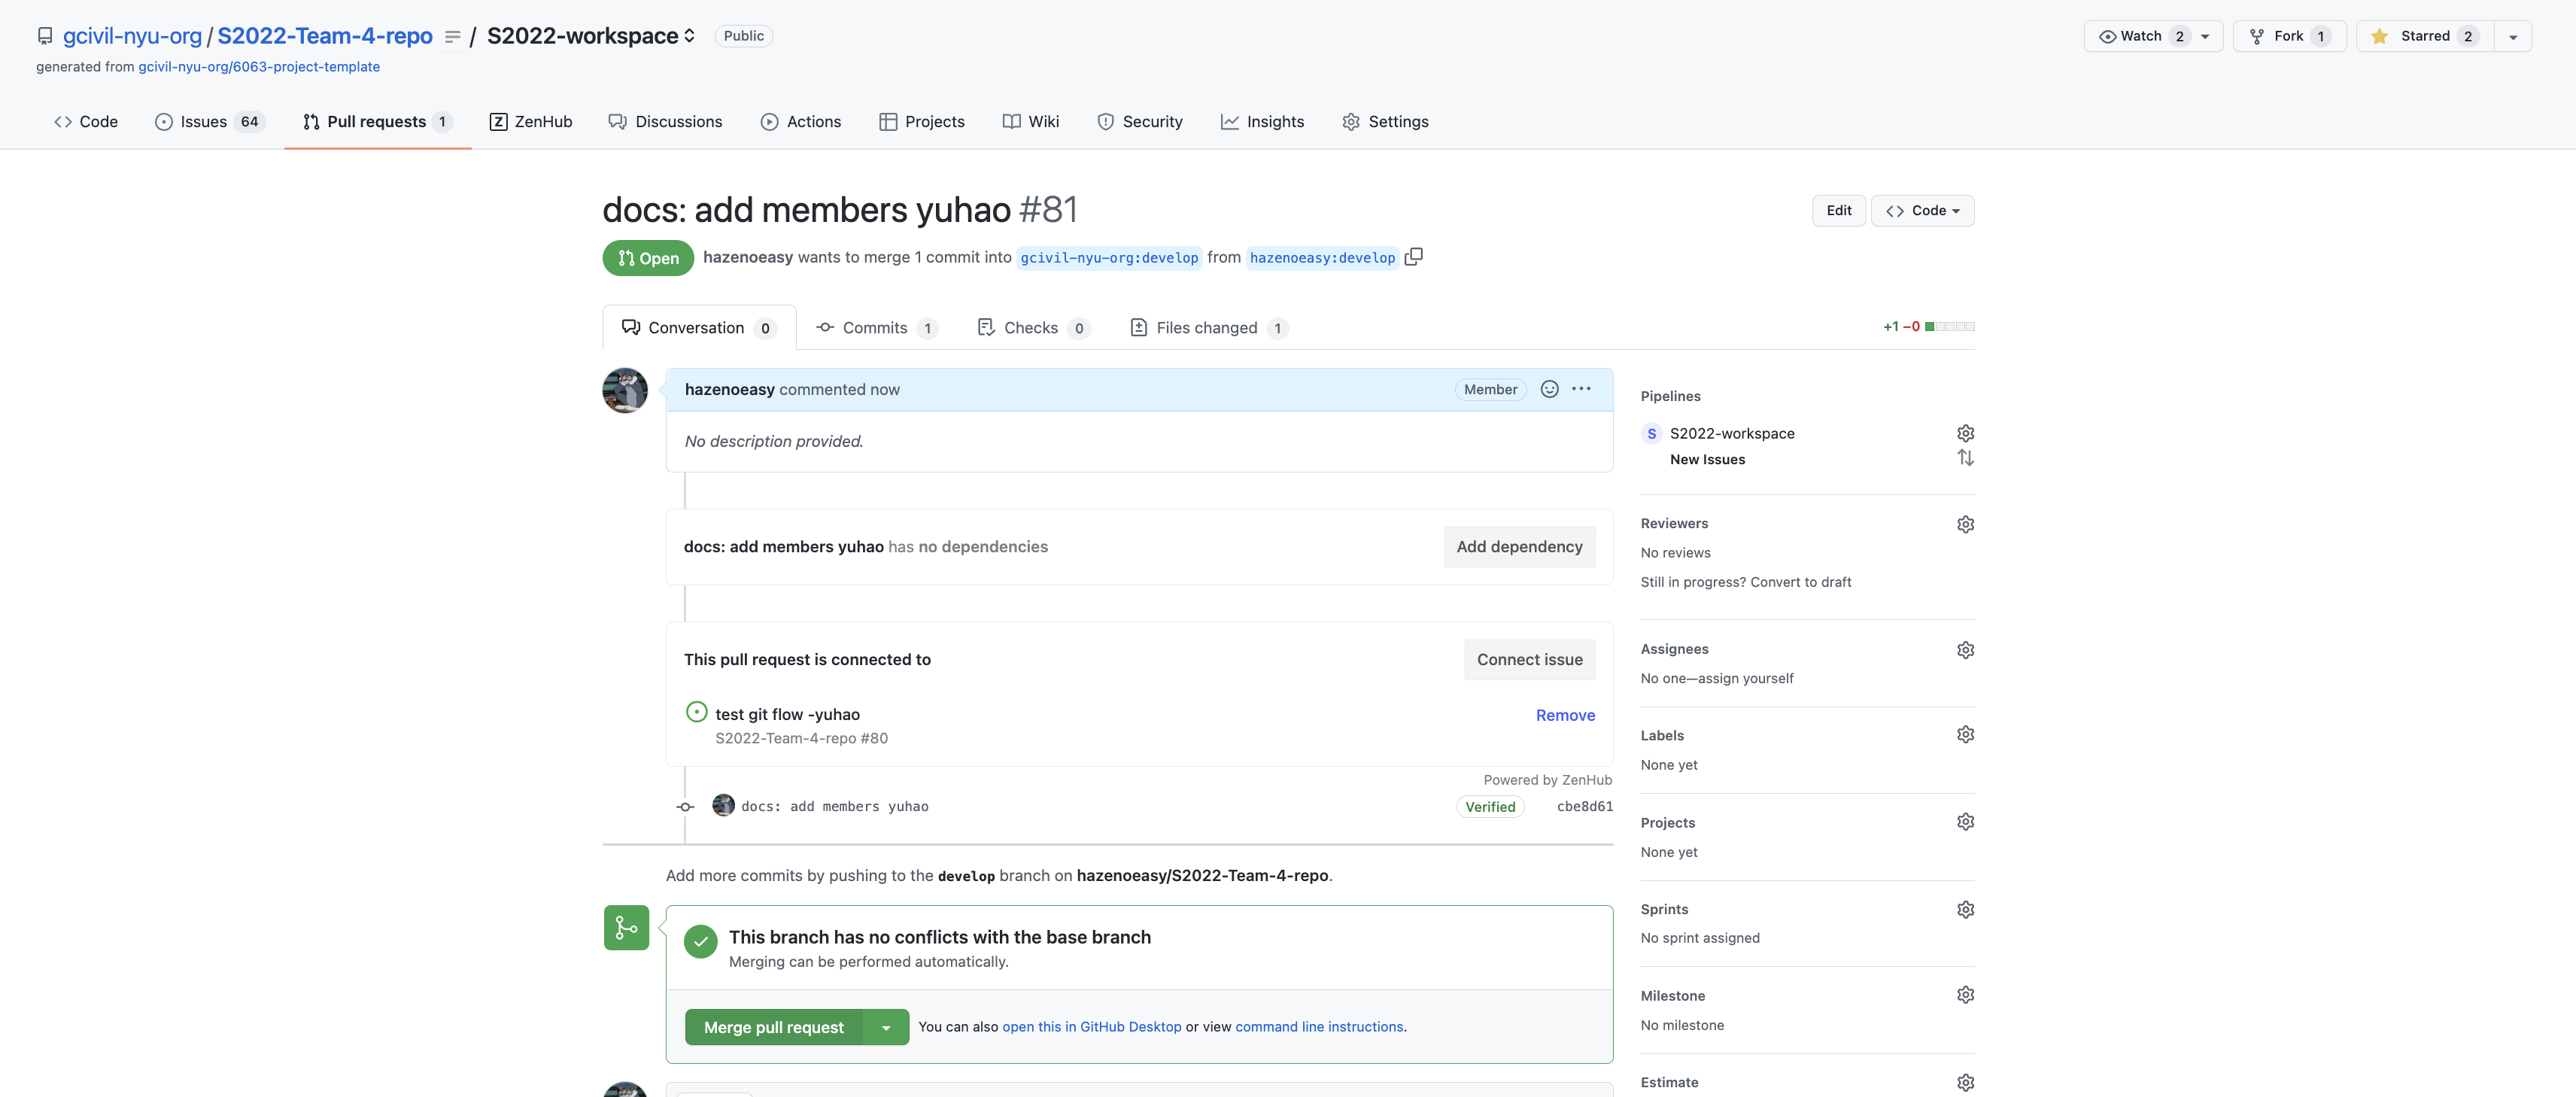 gcivil-nyu-org / S2022-Team-4-repo / S2022-workspace Public
Watch 2 Fork 1 Starred 2
generated from gcivil-nyu-org/6063-project-template
Code Issues 64 Pull requests 1 ZenHub Discussions Actions Projects Wiki Security Insights Settings
docs: add members yuhao #81
Edit Code
Open hazenoeasy wants to merge 1 commit into gcivil-nyu-org:develop from hazenoeasy:develop
Conversation 0 Commits 1 Checks 0 Files changed 1
+1 −0
hazenoeasy commented now
Member
No description provided.
docs: add members yuhao has no dependencies
Add dependency
This pull request is connected to
Connect issue
test git flow -yuhao
Remove
S2022-Team-4-repo #80
Powered by ZenHub
docs: add members yuhao
Verified cbe8d61
Add more commits by pushing to the develop branch on hazenoeasy/S2022-Team-4-repo.
This branch has no conflicts with the base branch
Merging can be performed automatically.
Merge pull request
You can also open this in GitHub Desktop or view command line instructions.
Pipelines
S S2022-workspace
New Issues
Reviewers
No reviews
Still in progress? Convert to draft
Assignees
No one—assign yourself
Labels
None yet
Projects
None yet
Sprints
No sprint assigned
Milestone
No milestone
Estimate